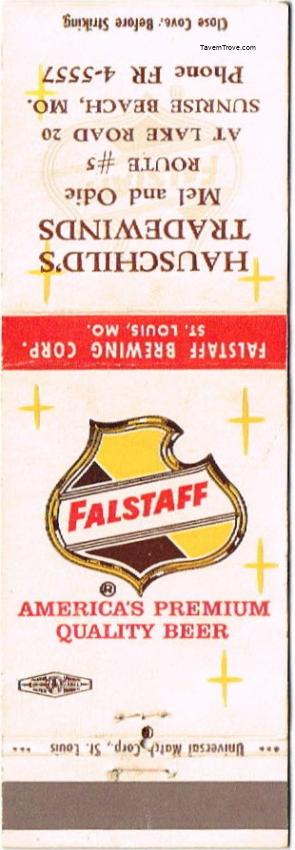 TavernTrove.com
Close Cover Before Striking
HAUSCHILD'S
TRADEWINDS
Mel and Odie
ROUTE #5
AT LAKE ROAD 20
SUNRISE BEACH, MO.
Phone FR 4-5557
FALSTAFF BREWING CORP.
ST. LOUIS, MO.
FALSTAFF
®
AMERICA'S PREMIUM
QUALITY BEER
Universal Match Corp., St. Louis